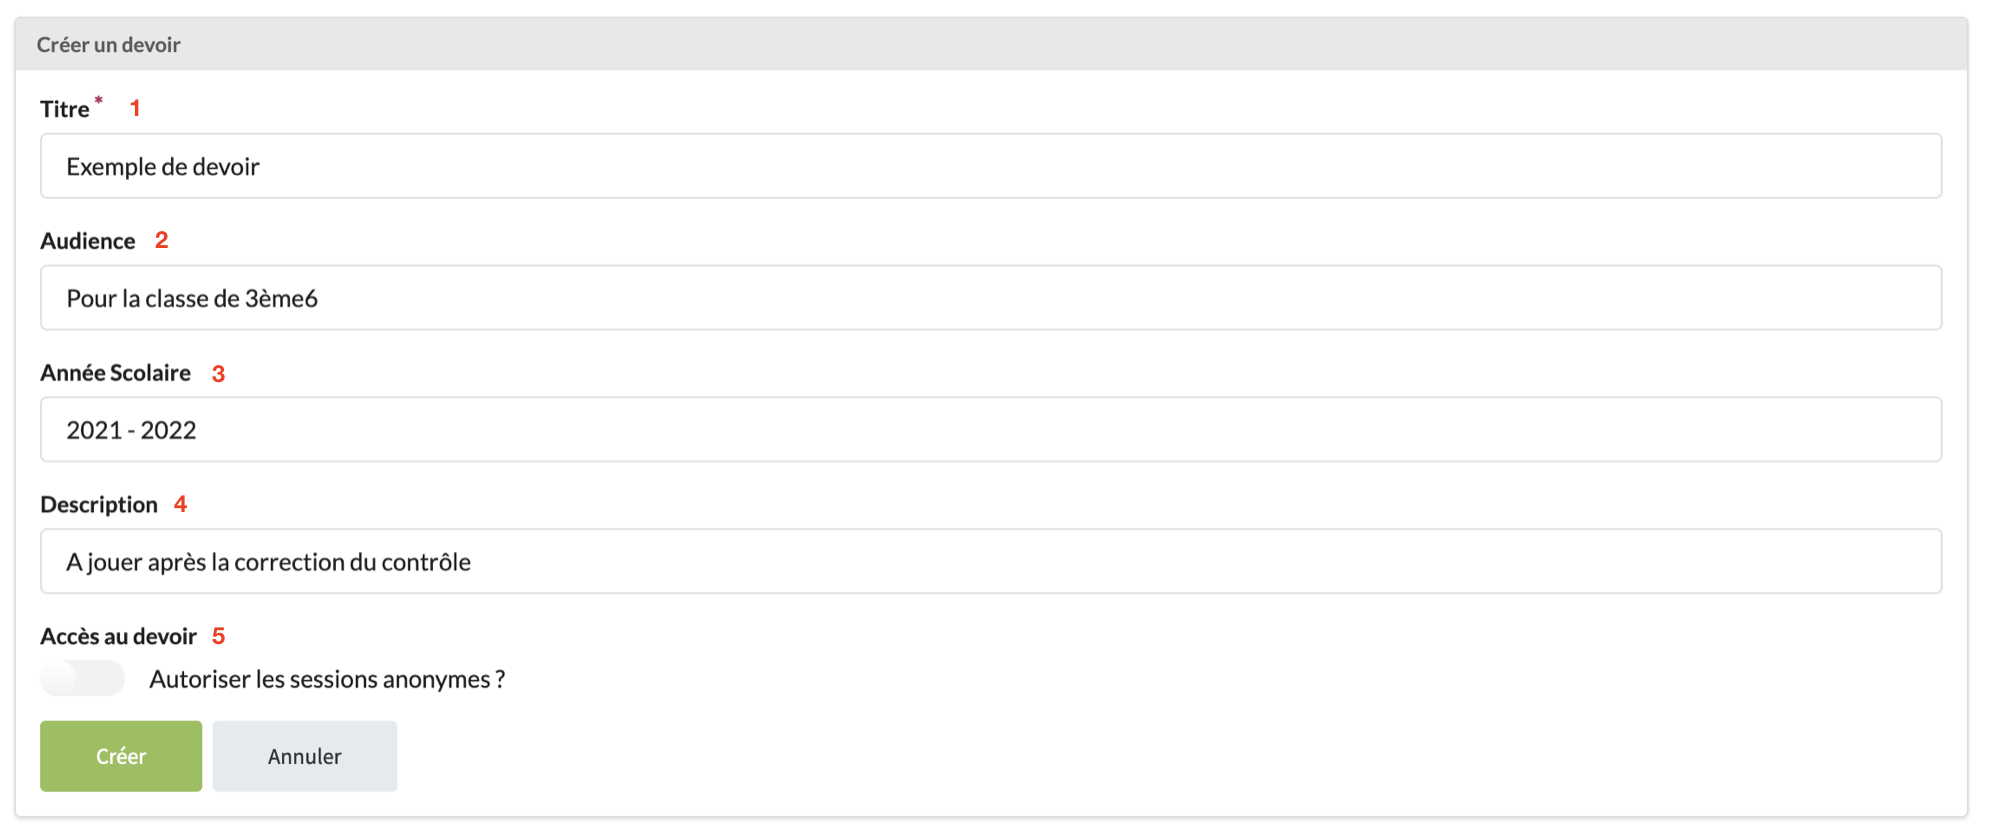 Créer un devoir
Titre * 1
Exemple de devoir
Audience 2
Pour la classe de 3ème6
Année Scolaire 3
2021 - 2022
Description 4
A jouer après la correction du contrôle
Accès au devoir 5
Autoriser les sessions anonymes ?
Créer Annuler